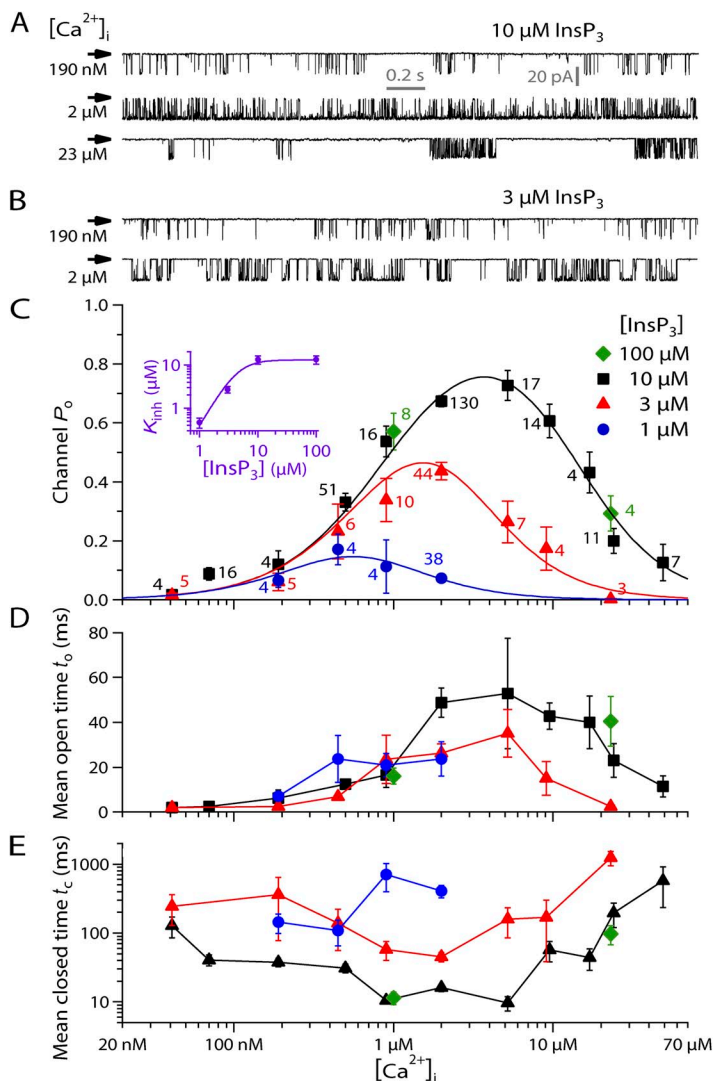 A
[Ca²⁺]ᵢ
10 µM InsP₃
190 nM
0.2 s
20 pA
2 µM
23 µM
B
3 µM InsP₃
190 nM
2 µM
C
1.0
0.8
0.6
0.4
0.2
0.0
Channel Pₒ
Kᵢₙₕ (µM)
10
1
1
10
100
[InsP₃] (µM)
[InsP₃]
100 µM
10 µM
3 µM
1 µM
4
5
16
4
4
5
51
6
4
16
8
10
4
130
44
38
17
7
14
4
4
4
11
3
7
D
80
60
40
20
0
Mean open time tₒ (ms)
E
1000
100
10
Mean closed time t꜀ (ms)
20 nM
100 nM
1 µM
10 µM
70 µM
[Ca²⁺]ᵢ